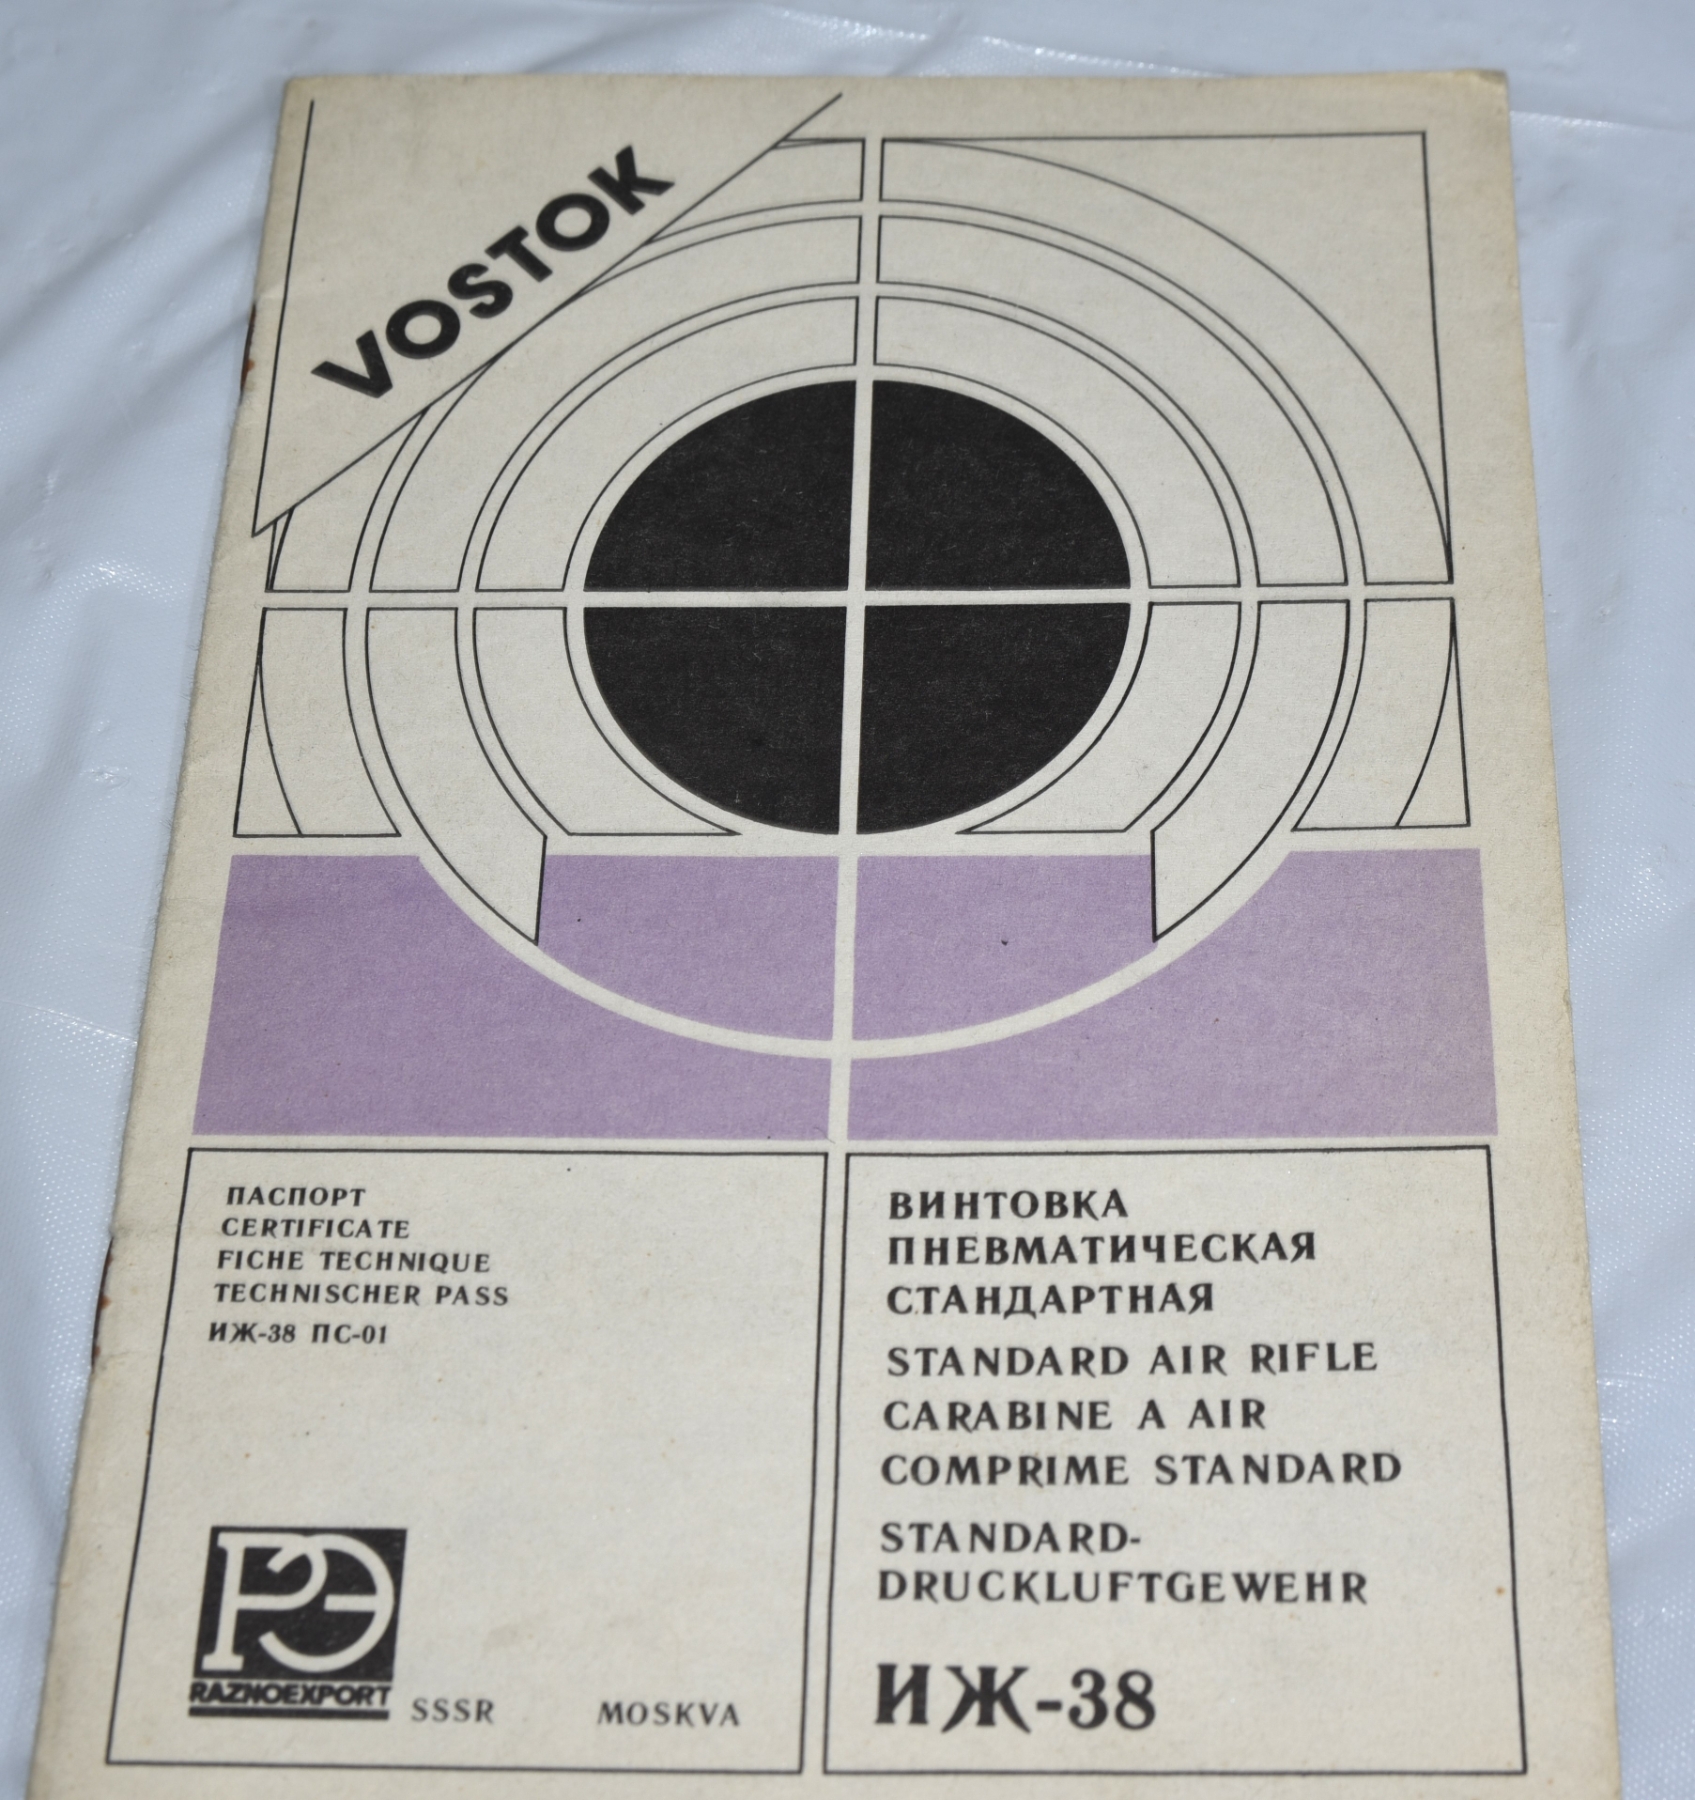 VOSTOK
ПАСПОРТ
CERTIFICATE
FICHE TECHNIQUE
TECHNISCHER PASS
ИЖ-38 ПС-01
РЭ
RAZNOEXPORT
SSSR MOSKVA
ВИНТОВКА
ПНЕВМАТИЧЕСКАЯ
СТАНДАРТНАЯ
STANDARD AIR RIFLE
CARABINE A AIR
COMPRIME STANDARD
STANDARD-
DRUCKLUFTGEWEHR
ИЖ-38